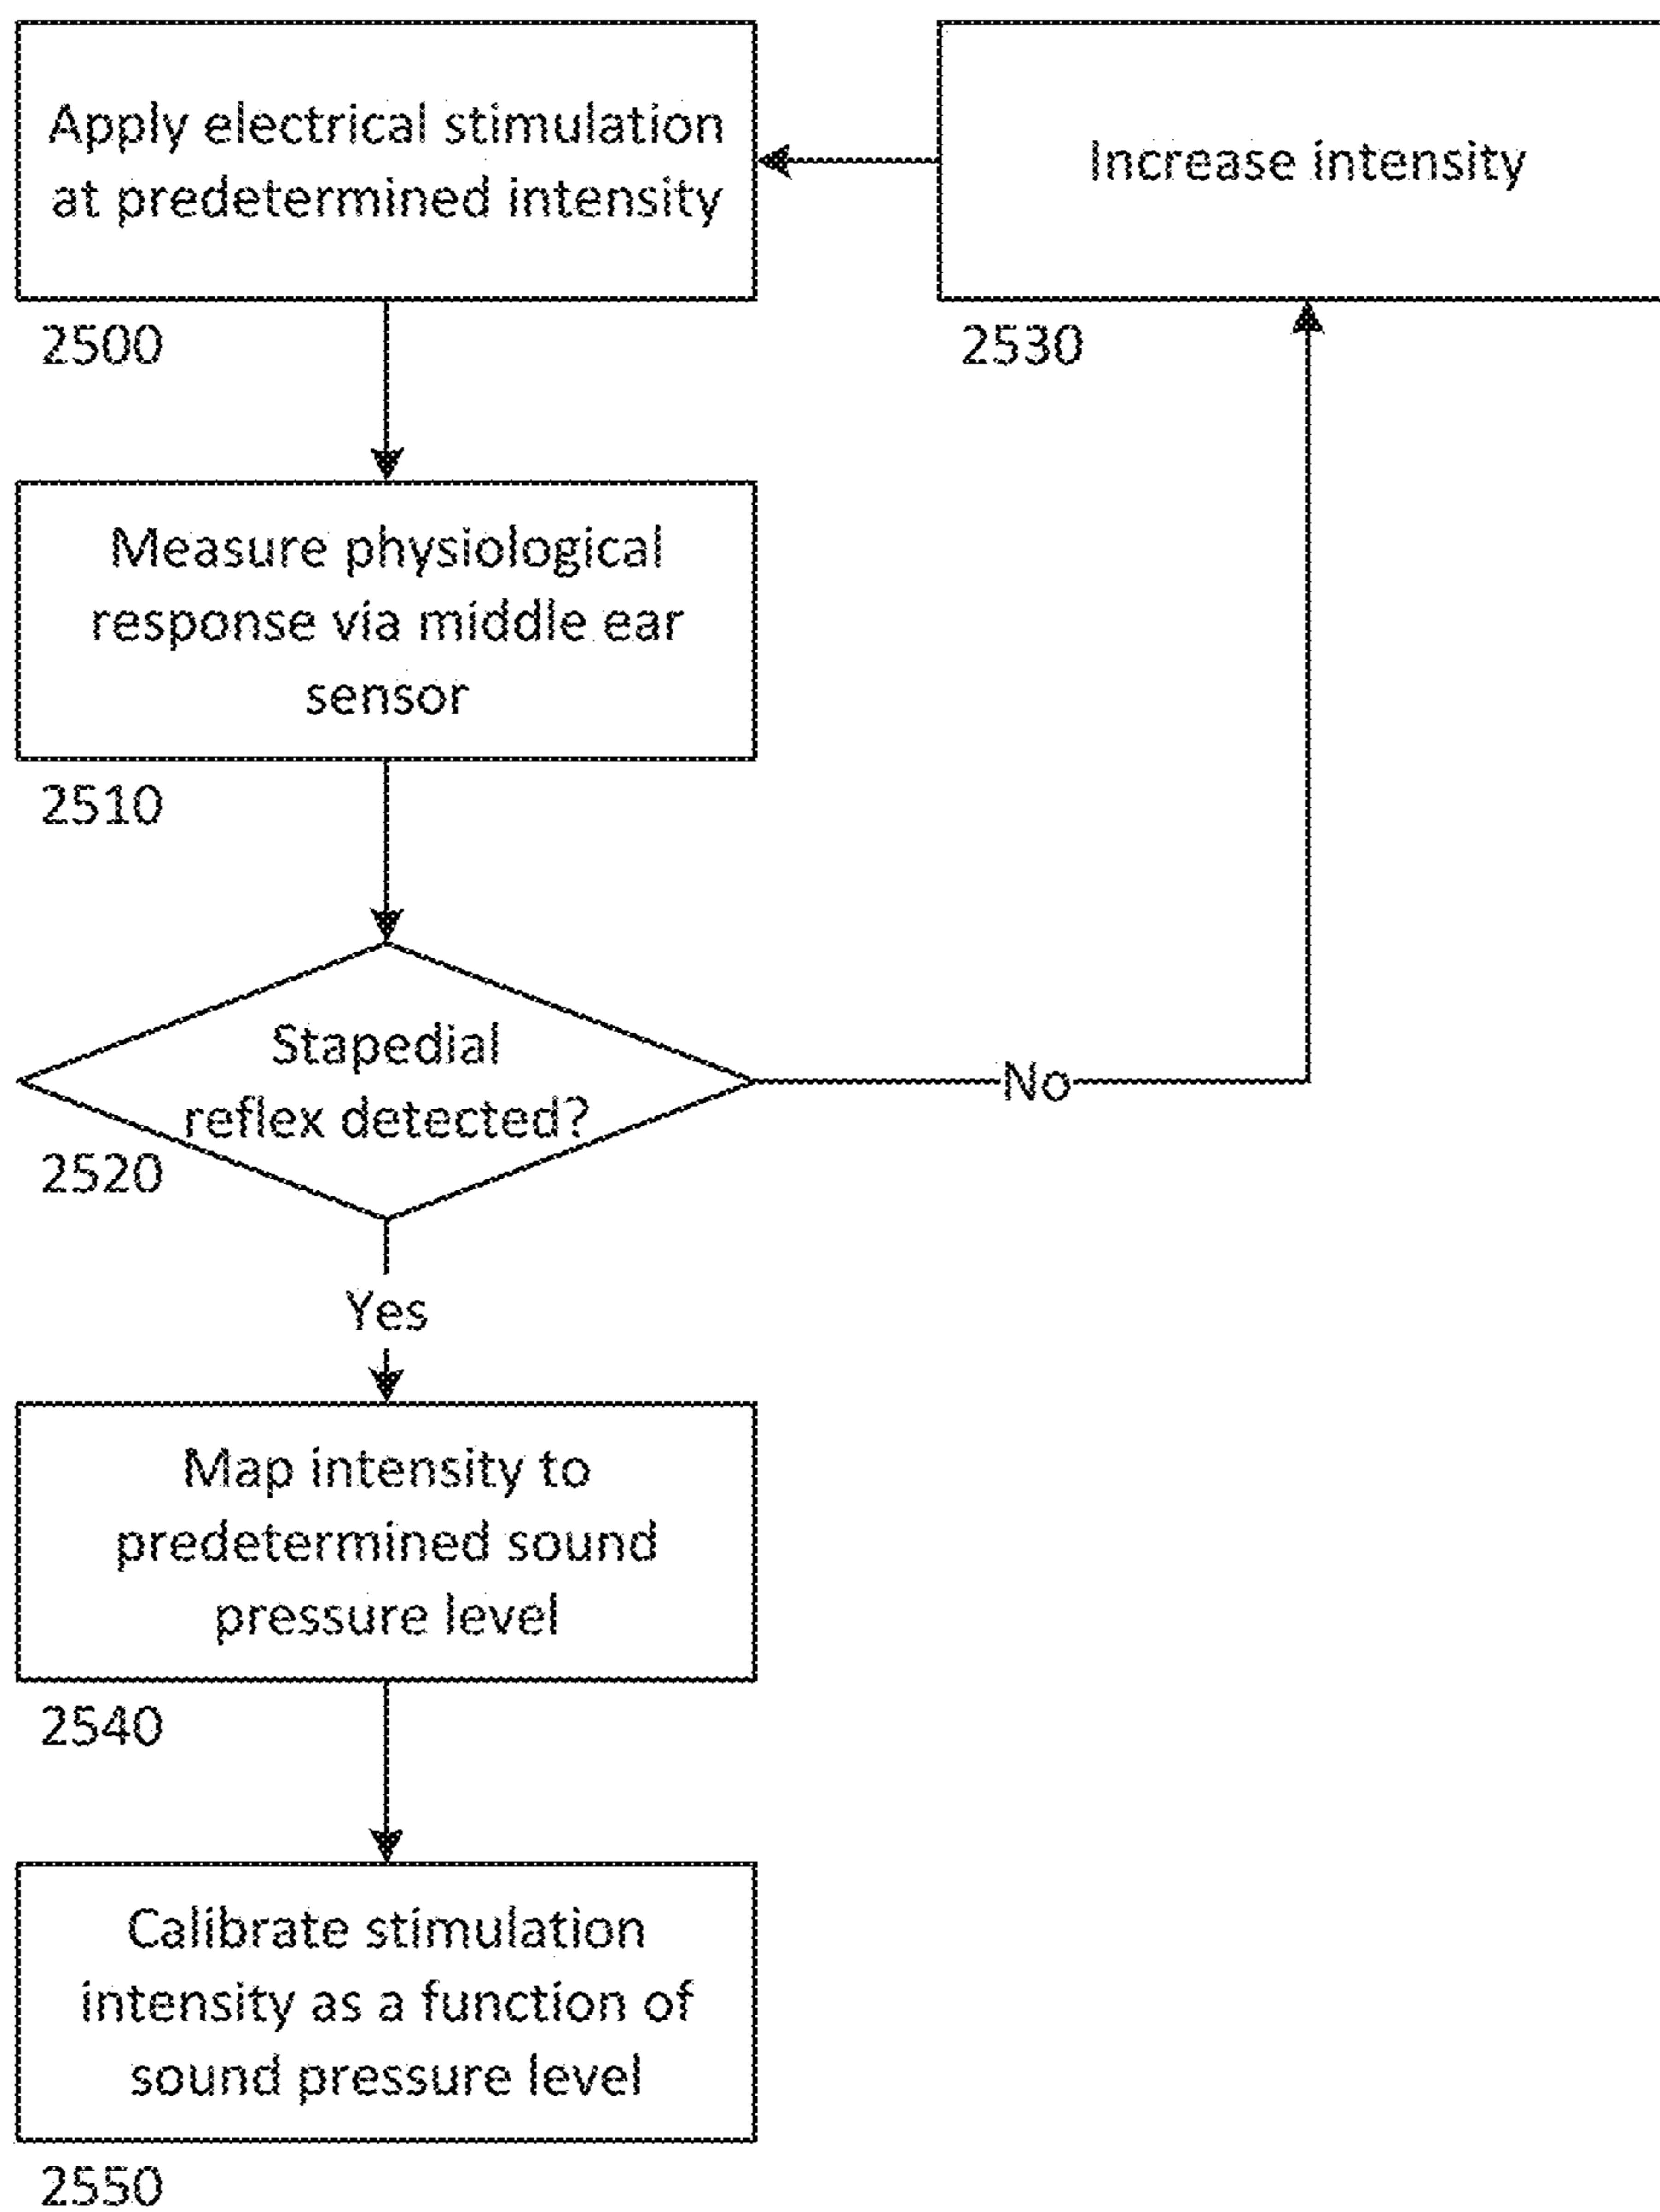 Apply electrical stimulation
at predetermined intensity
2500
Increase intensity
2530
Measure physiological
response via middle ear
sensor
2510
Stapedial
reflex detected?
2520
No
Yes
Map intensity to
predetermined sound
pressure level
2540
Calibrate stimulation
intensity as a function of
sound pressure level
2550